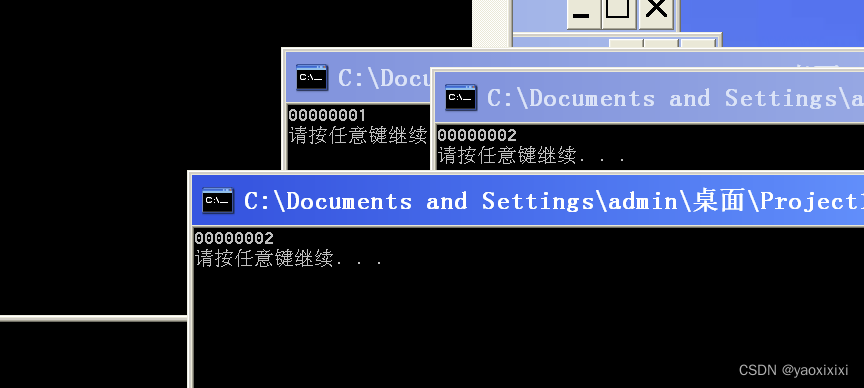 C:\Docu
00000001
请按任意键继续
C:\Documents and Settings\a
00000002
请按任意键继续. . .
C:\Documents and Settings\admin\桌面\Project1
00000002
请按任意键继续. . .
CSDN @yaoxixixi